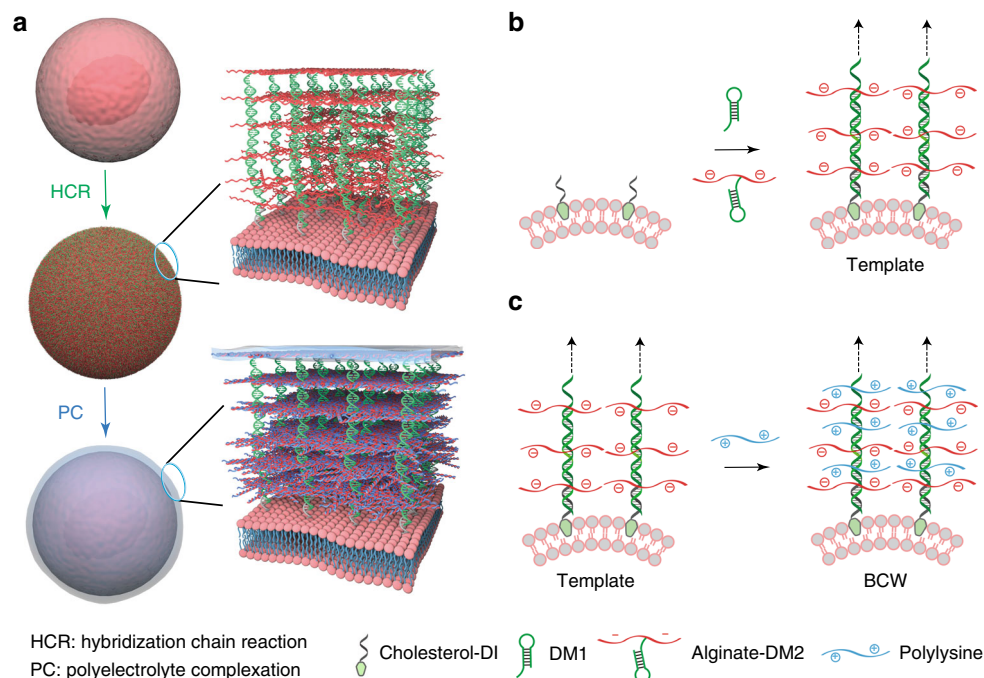 a
HCR
PC
b
Template
c
Template
BCW
HCR: hybridization chain reaction
PC: polyelectrolyte complexation
Cholesterol-DI
DM1
Alginate-DM2
Polylysine